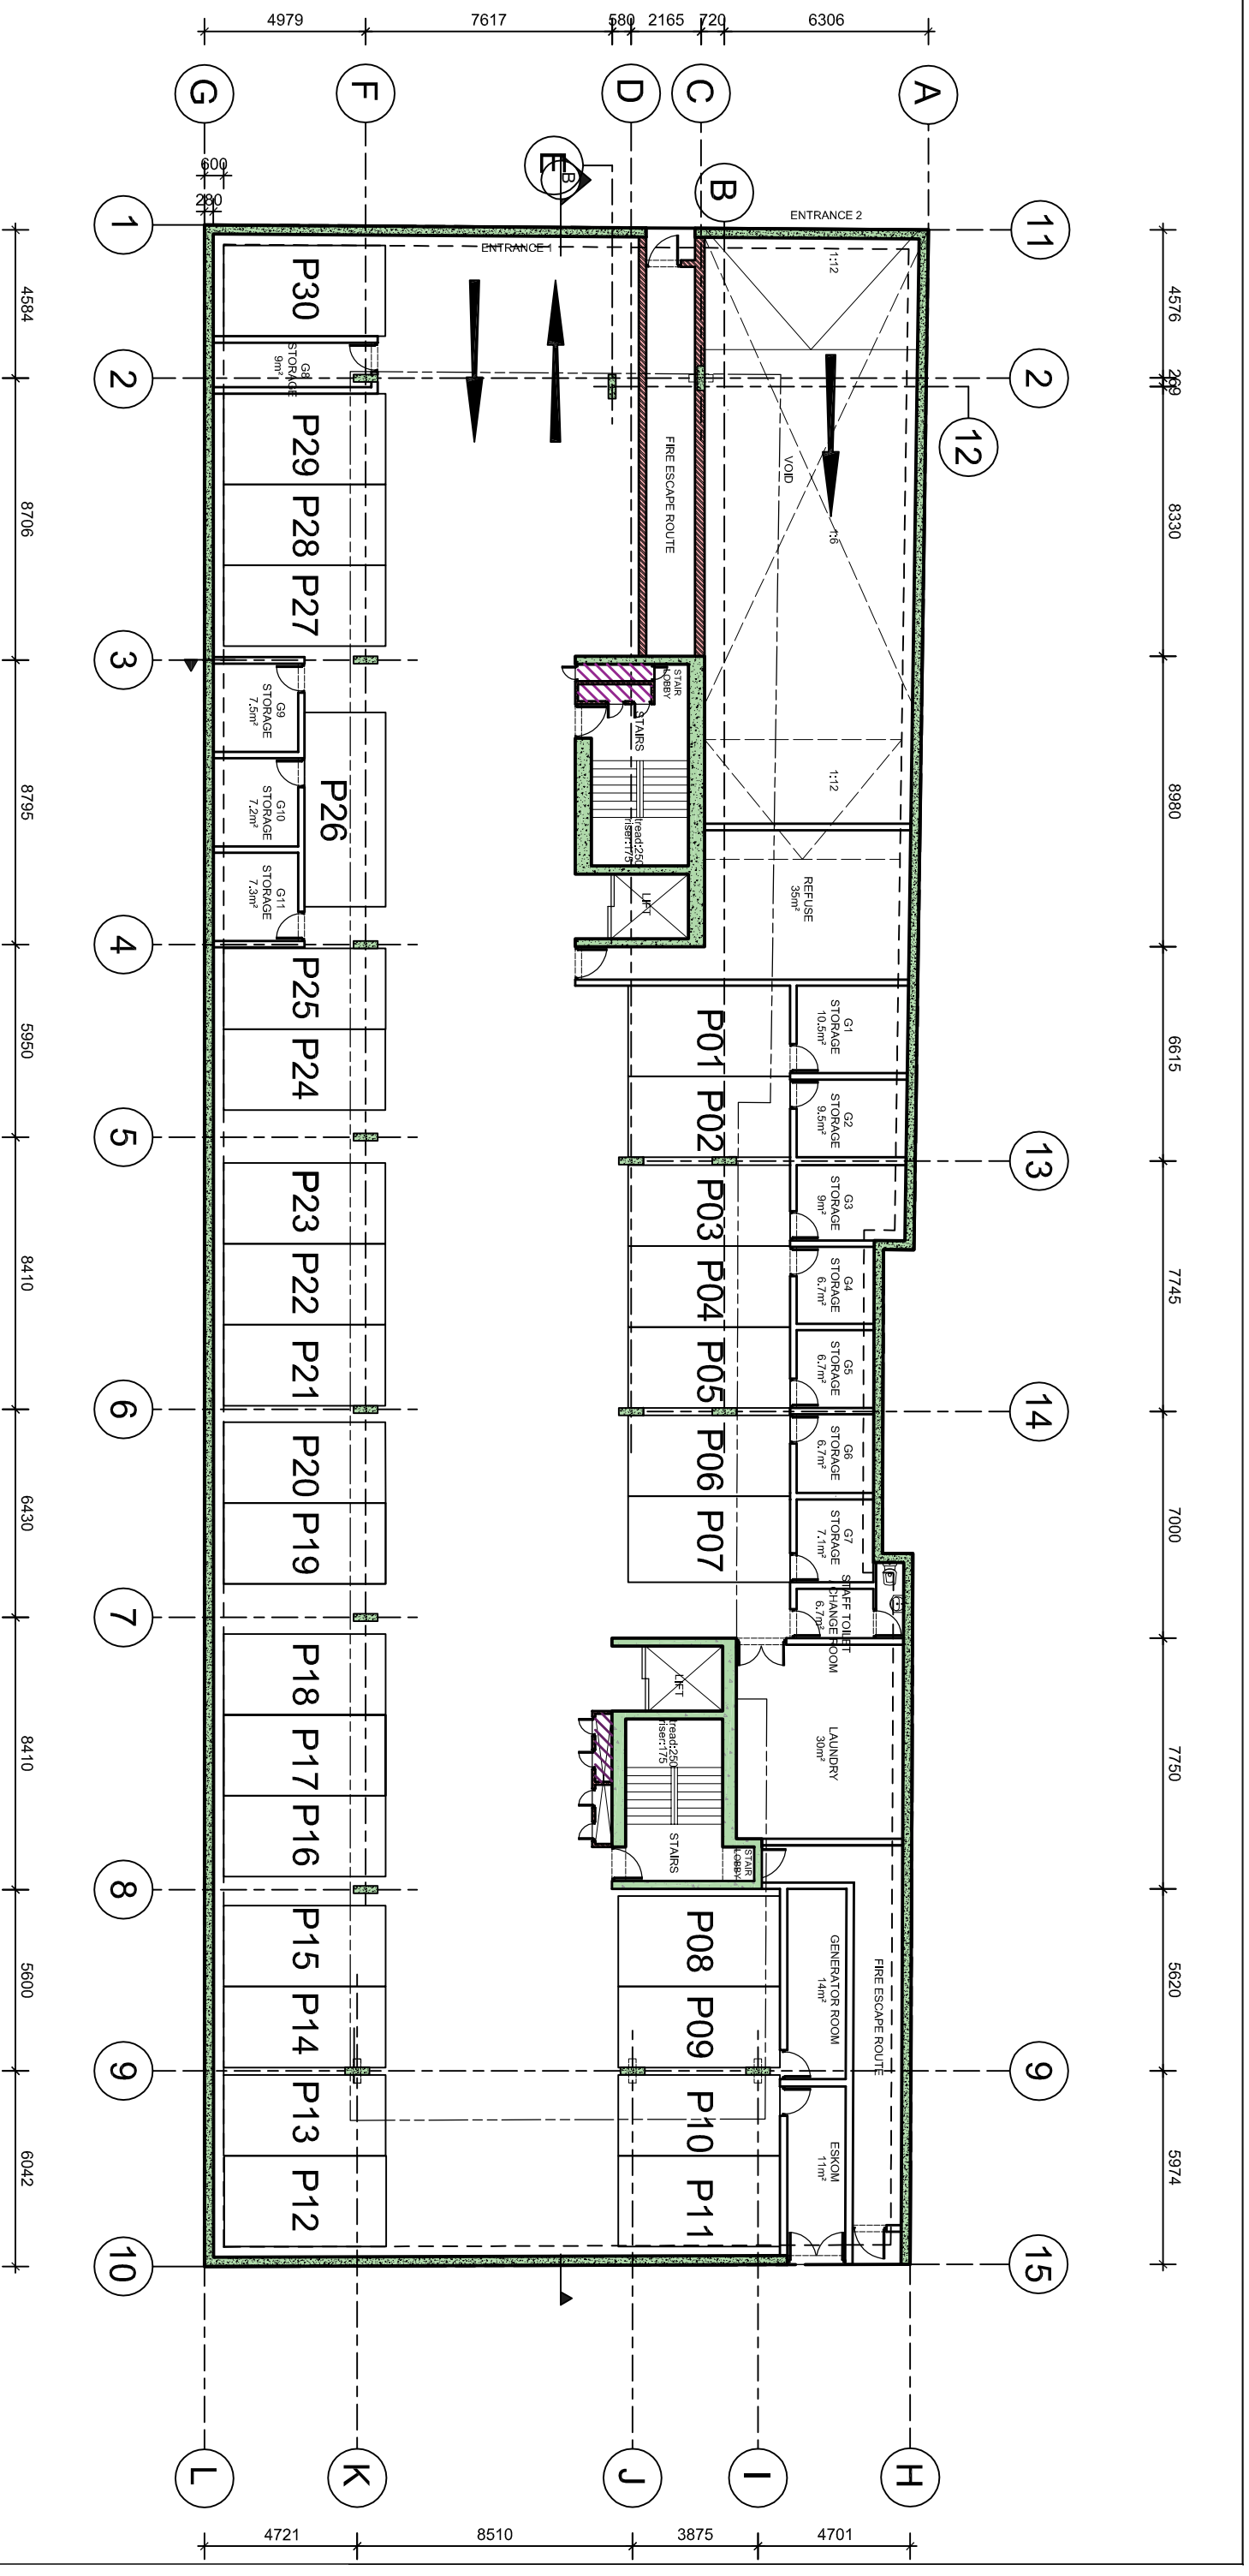 4979
7617
580
2165
720
6306
G
F
D
C
A
E
B
B
600
280
1
11
ENTRANCE 2
ENTRANCE 1
1:12
P30
4584
4576
G8
STORAGE
9m²
2
2
269
12
P29
FIRE ESCAPE ROUTE
VOID
8706
P28
8330
1:6
P27
3
STAIR
LOBBY
G9
STORAGE
7.5m²
STAIRS
P26
1:12
8795
G10
STORAGE
7.2m²
8980
tread:250
riser:175
G11
STORAGE
7.3m²
LIFT
REFUSE
35m²
4
P25
P01
G1
STORAGE
10.5m²
5950
6615
P24
P02
G2
STORAGE
9.5m²
5
13
P23
P03
G3
STORAGE
9m²
8410
P22
P04
G4
STORAGE
6.7m²
7745
P21
P05
G5
STORAGE
6.7m²
6
14
P20
P06
G6
STORAGE
6.7m²
6430
7000
P19
P07
G7
STORAGE
7.1m²
7
STAFF TOILET
/ CHANGE ROOM
6.7m²
P18
LIFT
8410
P17
tread:250
riser:175
LAUNDRY
30m²
7750
P16
STAIRS
STAIR
LOBBY
8
P15
P08
GENERATOR ROOM
14m²
FIRE ESCAPE ROUTE
5600
5620
P14
P09
9
9
P13
P10
ESKOM
11m²
6042
5974
P12
P11
10
15
L
K
J
I
H
4721
8510
3875
4701